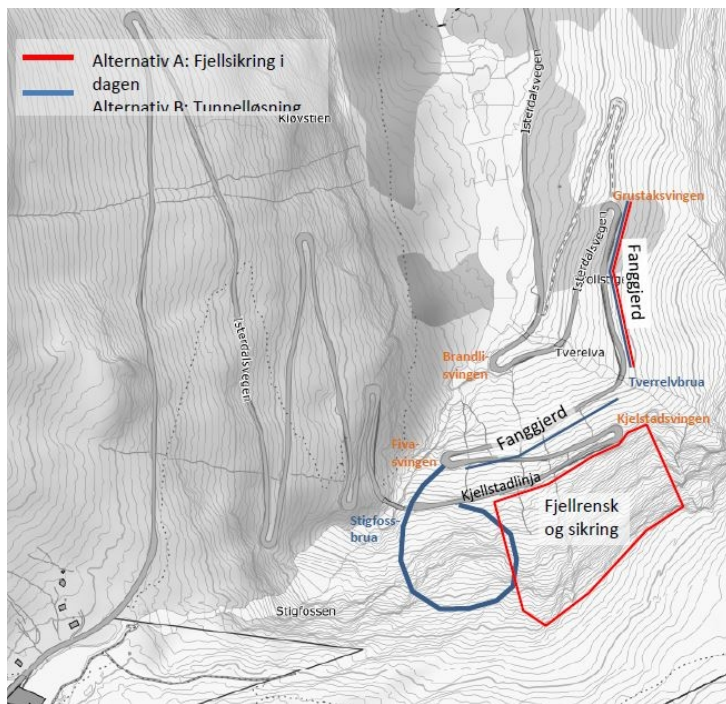 Alternativ A: Fjellsikring i
dagen
Alternativ B: Tunnelløsning
Kløvstien
Isterdalsvegen
Grustaksvingen
Isterdalsvegen
Fanggjerd
Isterdalsvegen
Brandli-
svingen
Tverelva
Tverrelvbrua
Kjelstadsvingen
Fanggjerd
Fiva-
svingen
Kjellstadlinja
Fjellrensk
og sikring
Stigfoss-
brua
Stigfossen